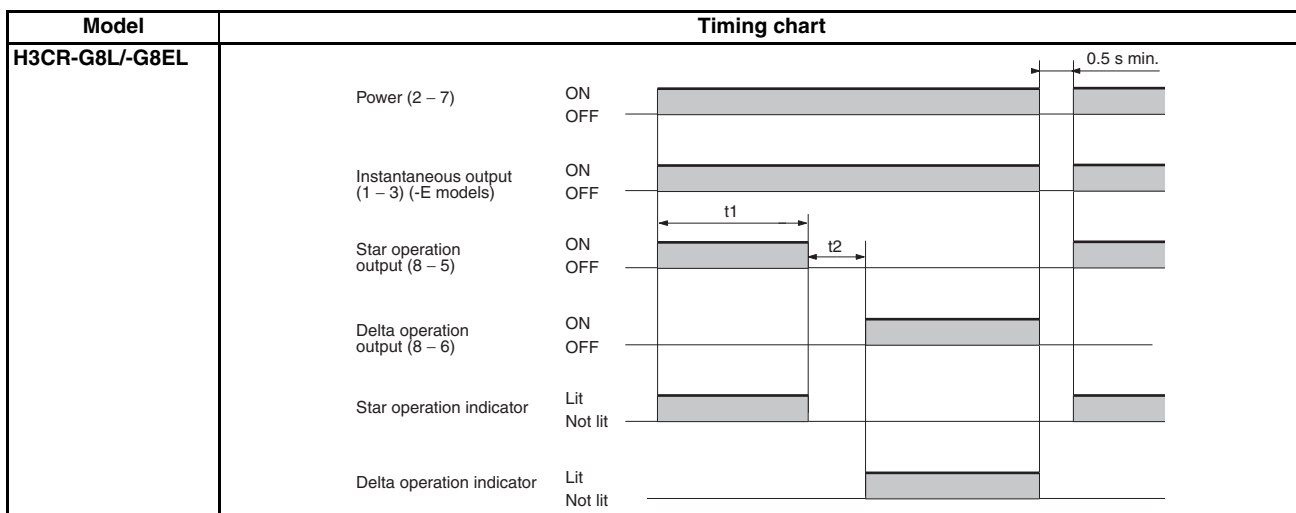 Model
Timing chart
H3CR-G8L/-G8EL
0.5 s min.
Power (2 – 7)
ON
OFF
Instantaneous output
(1 – 3) (-E models)
ON
OFF
t1
Star operation
output (8 – 5)
ON
OFF
t2
Delta operation
output (8 – 6)
ON
OFF
Star operation indicator
Lit
Not lit
Delta operation indicator
Lit
Not lit